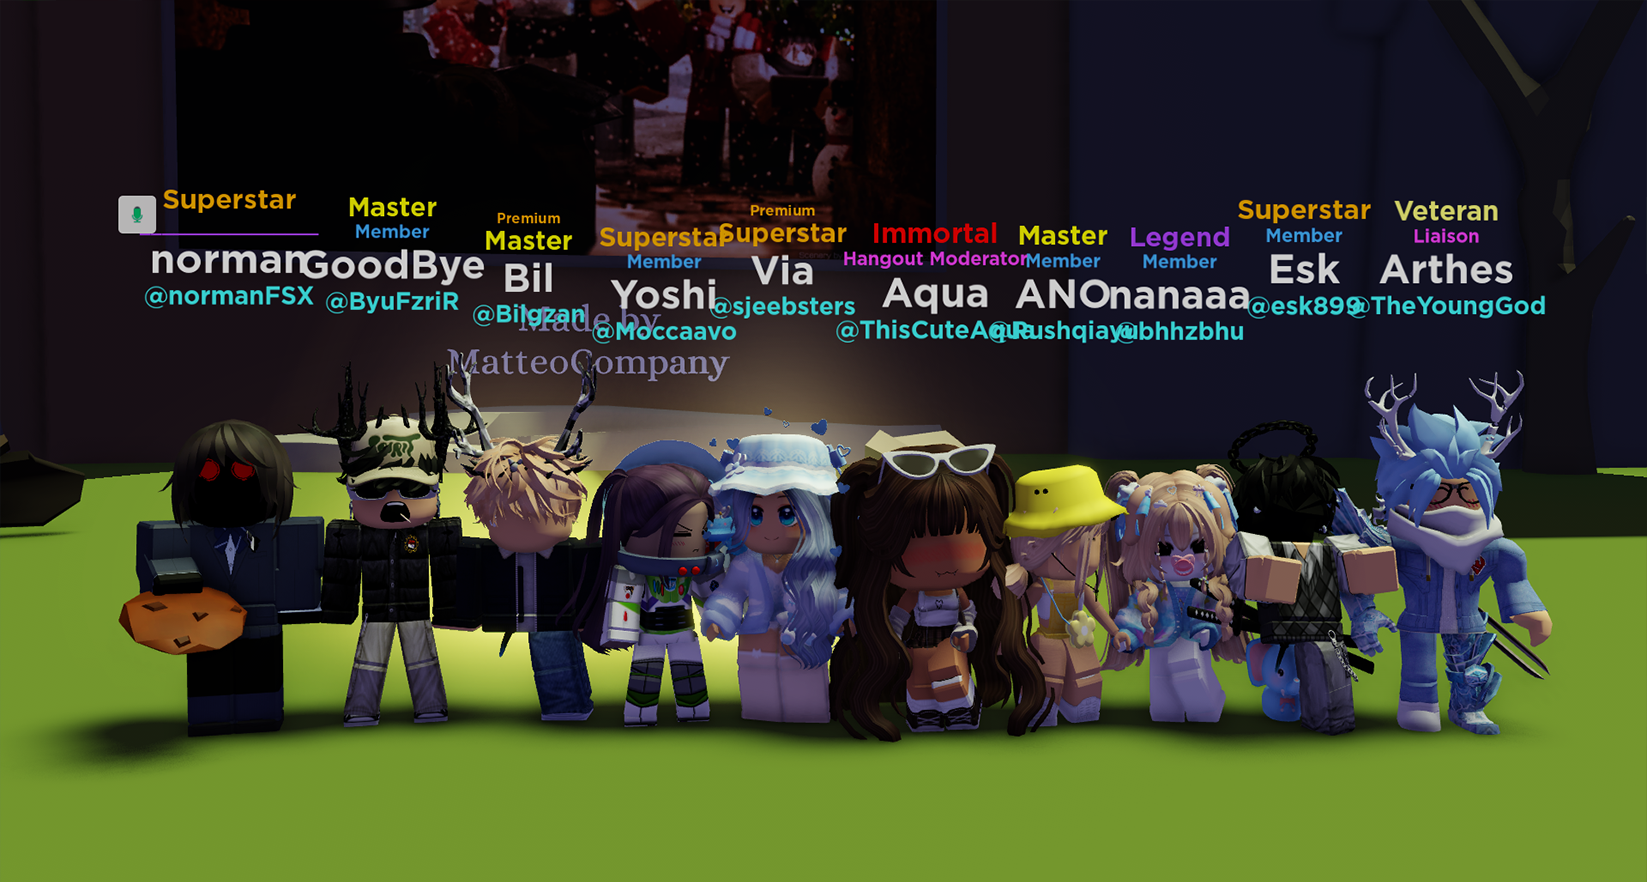 Superstar
norman
@normanFSX
Master
Member
GoodBye
@ByuFzriR
Premium
Master
Bil
@Bilgzan
Superstar
Member
Yoshi
@Moccaavo
Premium
Superstar
Via
@sjeebsters
Immortal
Hangout Moderator
Aqua
@ThisCuteAqua
Master
Member
ANO
Legend
Member
nanaaa
@ubhhzbhu
Superstar
Member
Esk
@esk899
Veteran
Liaison
Arthes
@TheYoungGod
Made by
MatteoCompany